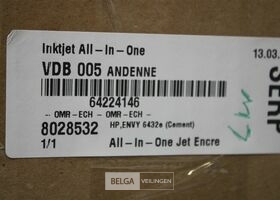 Inkjet All-In-One
13.03.
VDB 005 ANDENNE
64224146
- OMR-ECH - - OMR-ECH -
8028532 HP,ENVY 6432e (Cement)
1/1 All-In-One Jet Encre
BELGA VEILINGEN